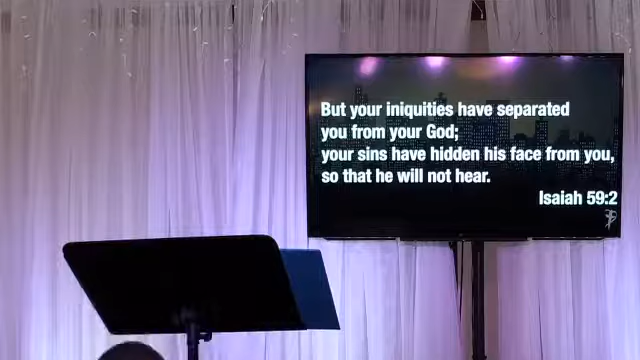 But your iniquities have separated
you from your God;
your sins have hidden his face from you,
so that he will not hear.
Isaiah 59:2